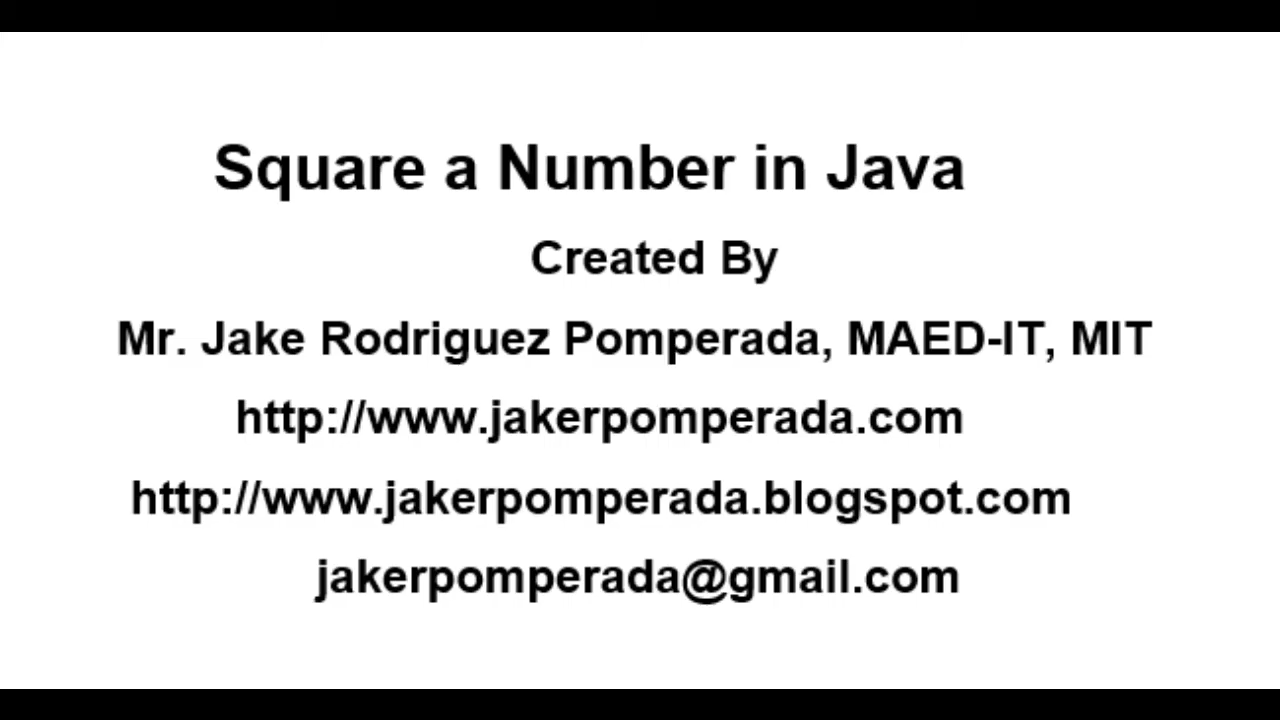 Square a Number in Java
Created By
Mr. Jake Rodriguez Pomperada, MAED-IT, MIT
http://www.jakerpomperada.com
http://www.jakerpomperada.blogspot.com
jakerpomperada@gmail.com